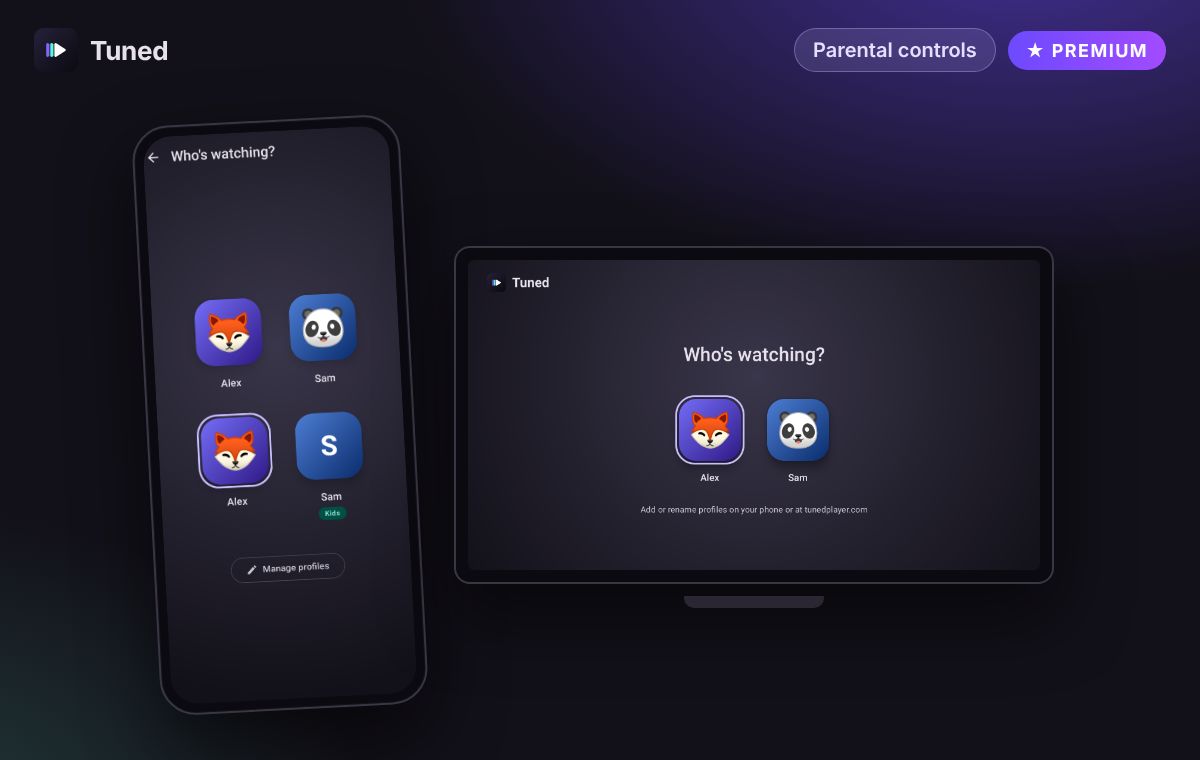 Tuned
Parental controls
★ PREMIUM
Who's watching?
Alex
Sam
Alex
S
Sam
Kids
Manage profiles
Tuned
Who's watching?
Alex
Sam
Add or rename profiles on your phone or at tunedplayer.com